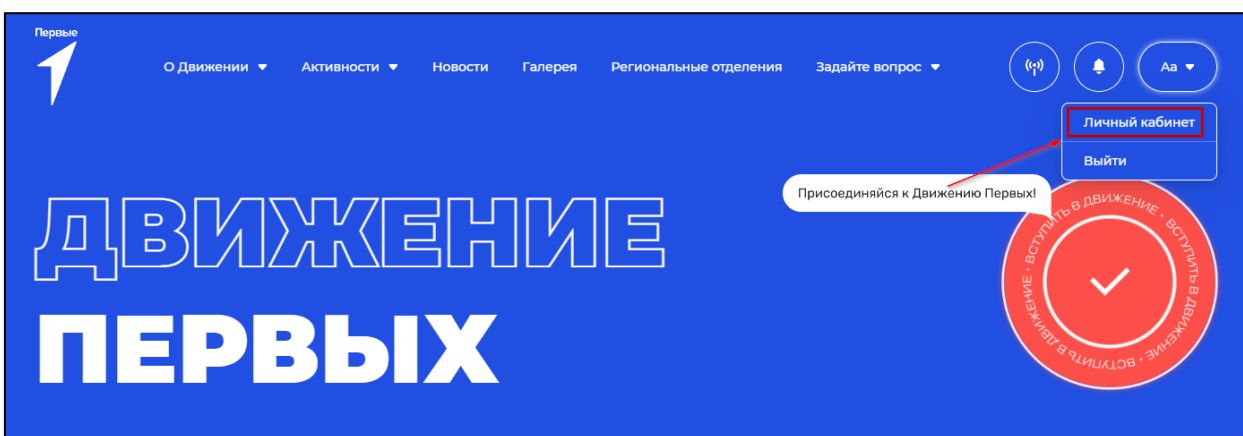 Первые
О Движении
Активности
Новости
Галерея
Региональные отделения
Задайте вопрос
Аа
Личный кабинет
Выйти
Присоединяйся к Движению Первых!
ДВИЖЕНИЕ
ПЕРВЫХ
ВСТУПИТЬ В ДВИЖЕНИЕ · ВСТУПИТЬ В ДВИЖЕНИЕ · ВСТУПИТЬ В ДВИЖЕНИЕ ·